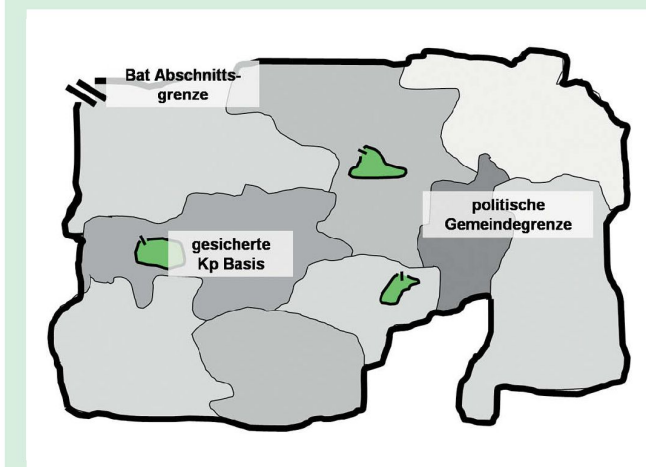 Bat Abschnitts-
grenze
politische
Gemeindegrenze
gesicherte
Kp Basis